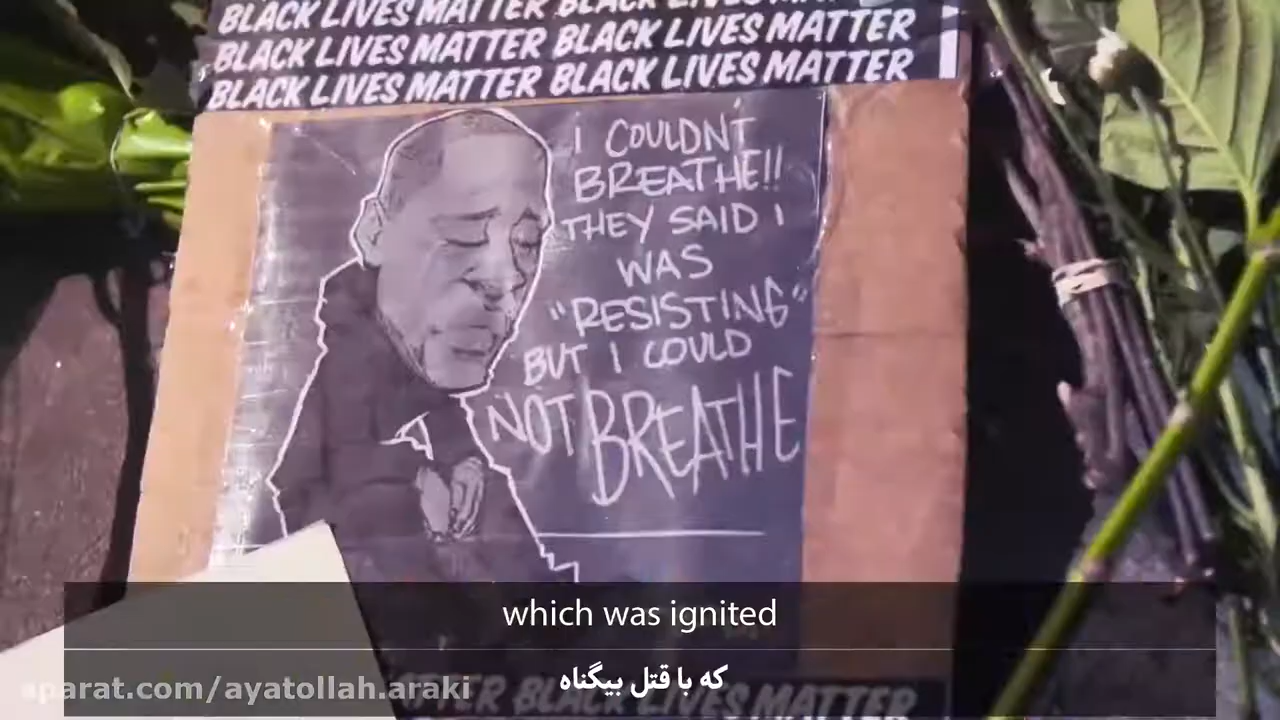 BLACK LIVES MATTER BLACK LIVES MATTER
BLACK LIVES MATTER BLACK LIVES MATTER
BLACK LIVES MATTER BLACK LIVES MATTER
I COULDNT
BREATHE!!
THEY SAID I
WAS
"RESISTING"
BUT I COULD
NOT BREATHE
which was ignited
که با قتل بیگناه
aparat.com/ayatollah.araki
MATTER BLACK LIVES MATTER